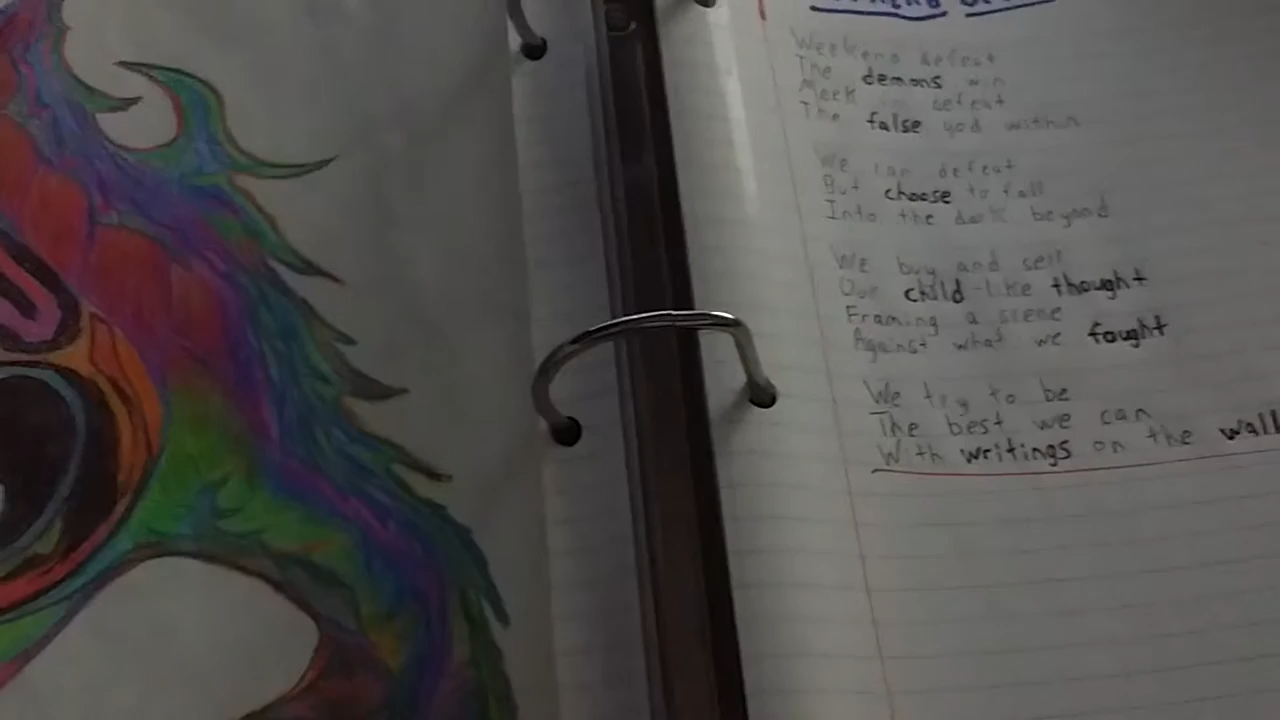 Weekend defeat
The demons win
Meek in defeat
The false god within
We can defeat
But choose to fall
Into the dark beyond
We buy and sell
Our child-like thought
Framing a scene
Against what we fought
We try to be
The best we can
With writings on the wall